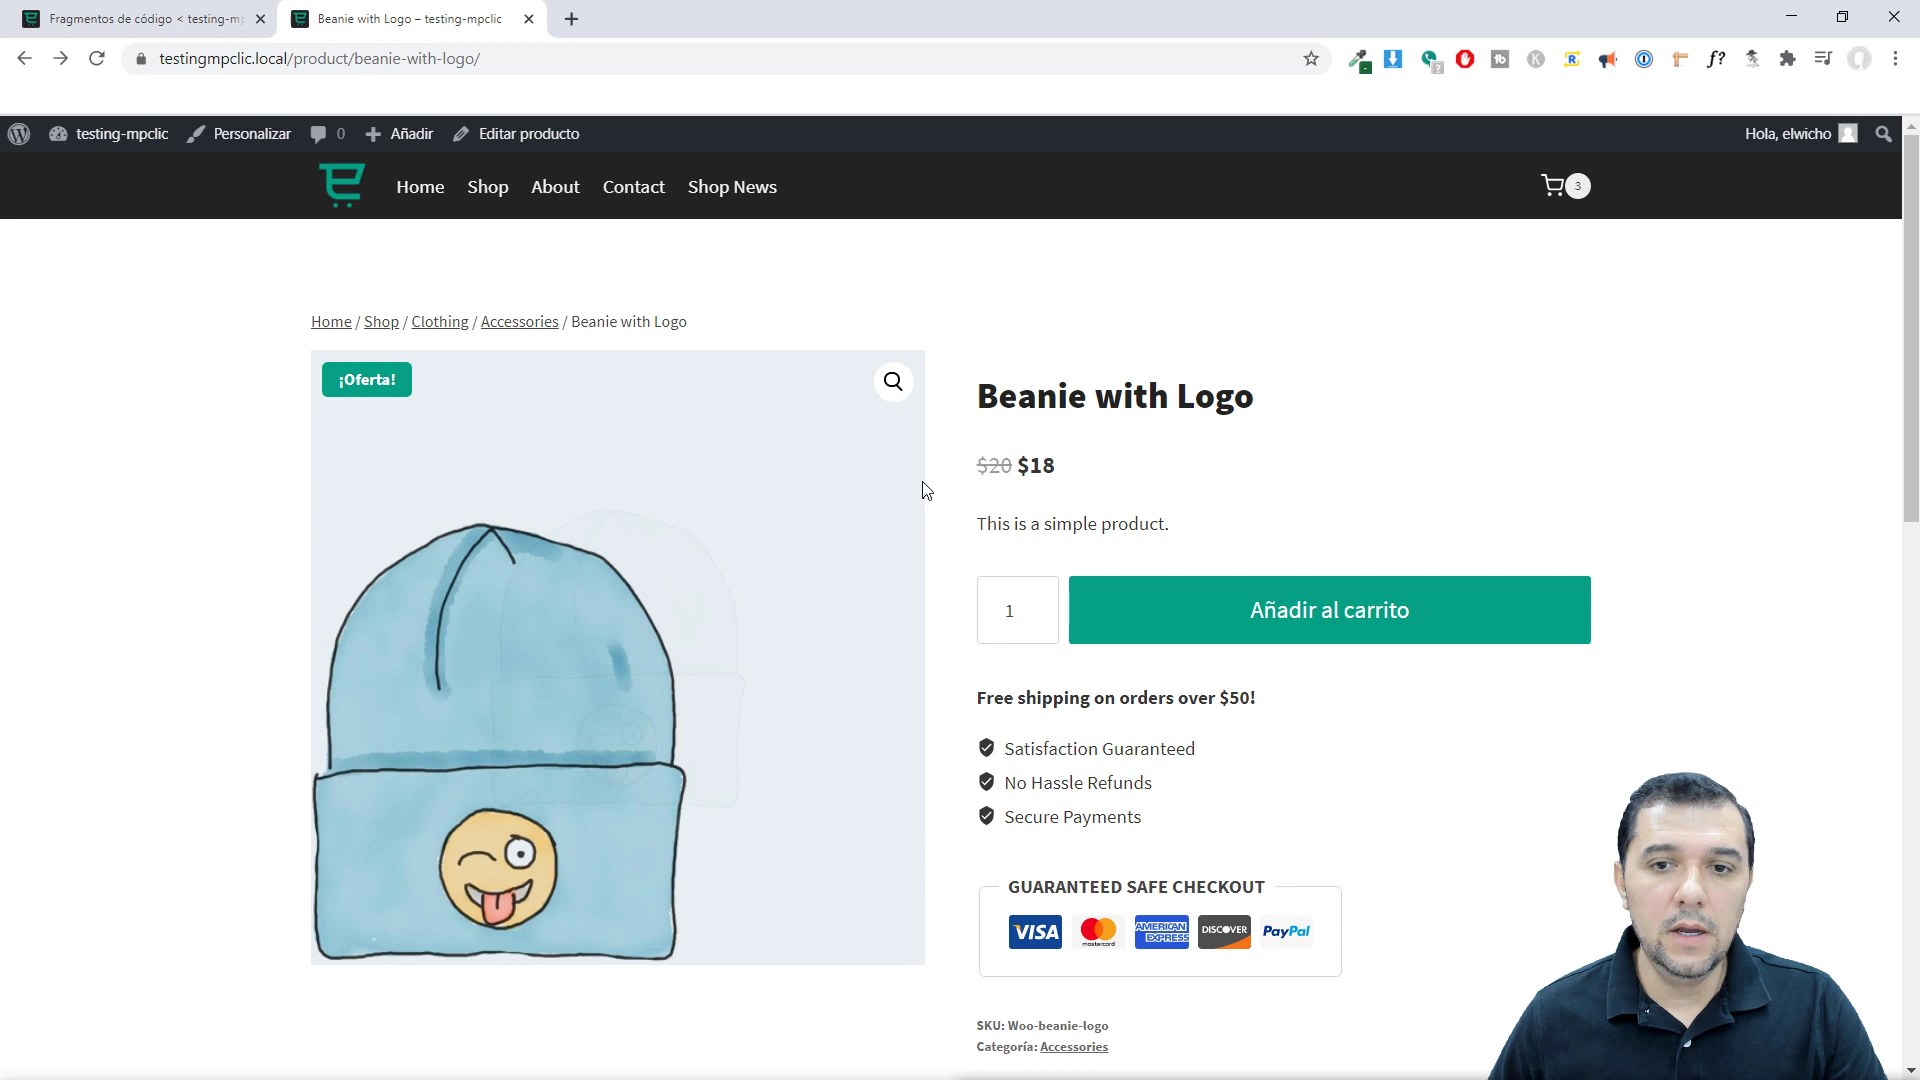 Fragmentos de código < testing-mp
Beanie with Logo – testing-mpclic
testingmpclic.local/product/beanie-with-logo/
testing-mpclic
Personalizar
0
Añadir
Editar producto
Hola, elwicho
Home
Shop
About
Contact
Shop News
3
Home / Shop / Clothing / Accessories / Beanie with Logo
¡Oferta!
Beanie with Logo
$20 $18
This is a simple product.
1
Añadir al carrito
Free shipping on orders over $50!
Satisfaction Guaranteed
No Hassle Refunds
Secure Payments
GUARANTEED SAFE CHECKOUT
VISA
mastercard
AMERICAN EXPRESS
DISCOVER
PayPal
SKU: Woo-beanie-logo
Categoría: Accessories